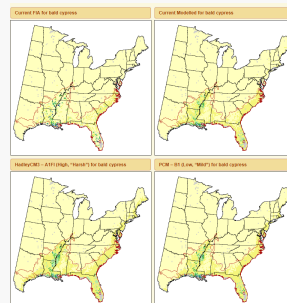 Current FIA for bald cypress
Current Modelled for bald cypress
HadleyCM3 - A1FI (High, "Harsh") for bald cypress
PCM - B1 (Low, "Mild") for bald cypress